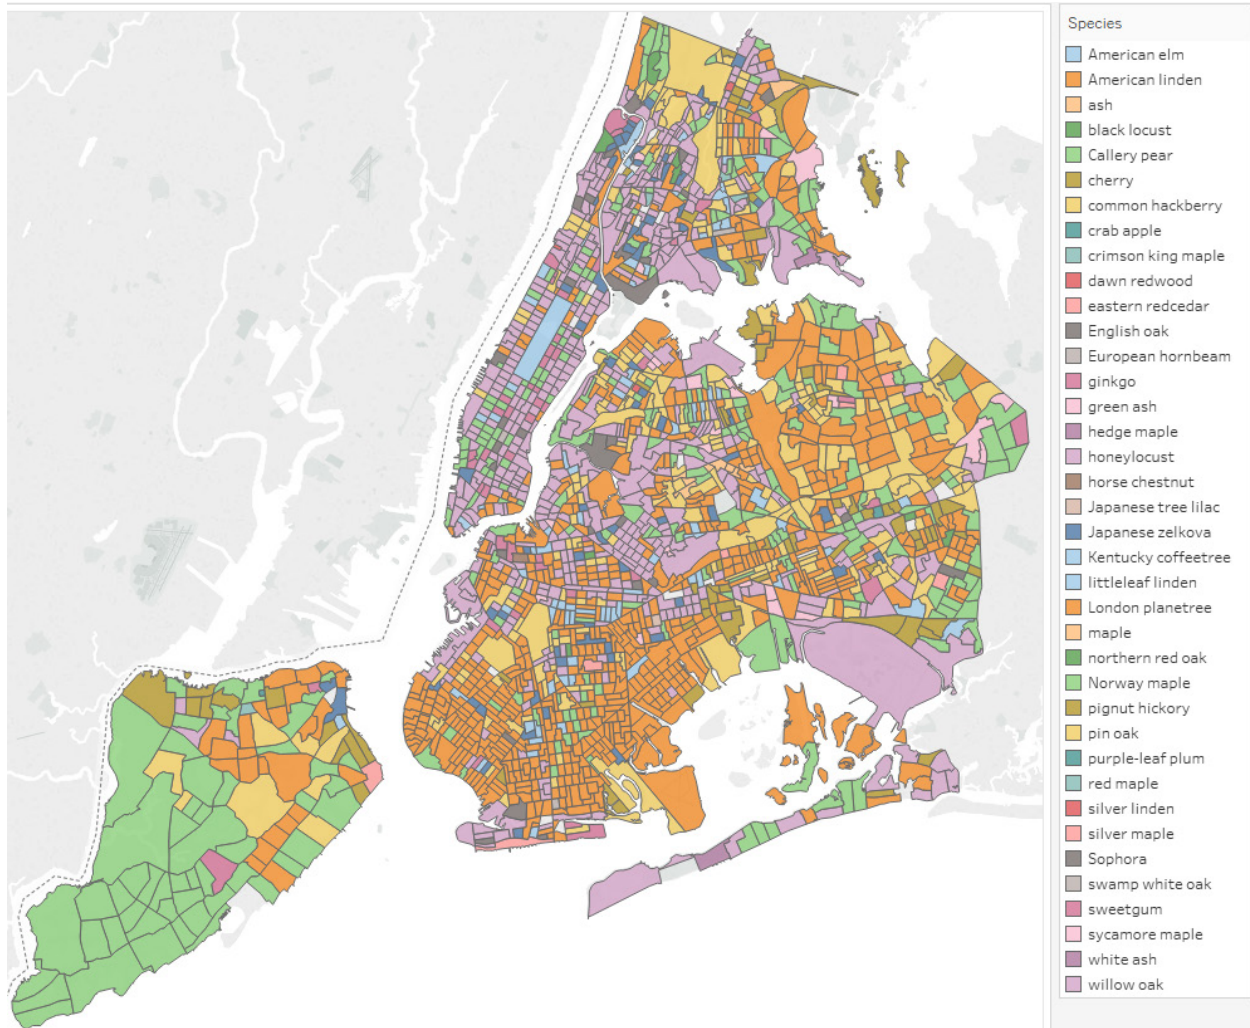 Species
American elm
American linden
ash
black locust
Callery pear
cherry
common hackberry
crab apple
crimson king maple
dawn redwood
eastern redcedar
English oak
European hornbeam
ginkgo
green ash
hedge maple
honeylocust
horse chestnut
Japanese tree lilac
Japanese zelkova
Kentucky coffeetree
littleleaf linden
London planetree
maple
northern red oak
Norway maple
pignut hickory
pin oak
purple-leaf plum
red maple
silver linden
silver maple
Sophora
swamp white oak
sweetgum
sycamore maple
white ash
willow oak